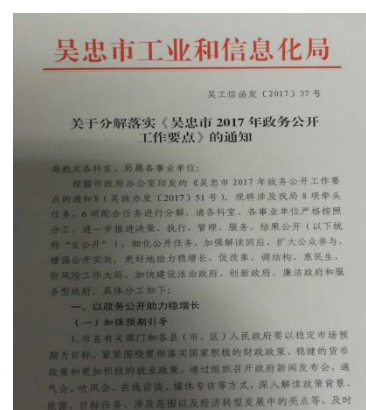 吴忠市工业和信息化局
吴工信函发〔2017〕37号
关于分解落实《吴忠市2017年政务公开
工作要点》的通知
局机关各科室、局属各事业单位:
根据市政府办公室印发的《吴忠市2017年政务公开工作要
点的通知》(吴政办发〔2017〕51号),现将涉及我局8项牵头
任务、6项配合任务进行分解,请各科室、各事业单位严格按照
分工,进一步推进决策、执行、管理、服务、结果公开(以下统
称“五公开”),细化公开任务,加强解读回应,扩大公众参与,
增强公开实效,更好地助力稳增长、促改革、调结构、惠民生、
防风险工作大局,加快建设法治政府、创新政府、廉洁政府和服
务型政府。具体分工如下:
一、以政务公开助力稳增长
(一)加强预期引导
1.市直有关部门和各县(市、区)人民政府要以稳定市场预
期为目标,紧紧围绕贯彻落实国家积极的财政政策、稳健的货币
政策和更加积极的就业政策,通过组织召开政府新闻发布会、通
气会、吹风会、在线访谈、媒体专访等方式,深入解读政策背景、
依据、目标任务、涉及范围以及经济转型发展中的亮点等,及时